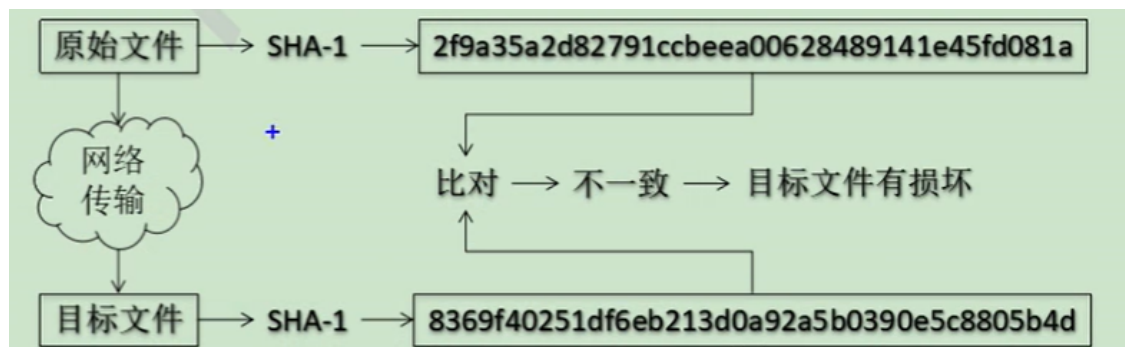 原始文件 SHA-1 2f9a35a2d82791ccbeea00628489141e45fd081a
网络
传输
比对 不一致 目标文件有损坏
目标文件 SHA-1 8369f40251df6eb213d0a92a5b0390e5c8805b4d